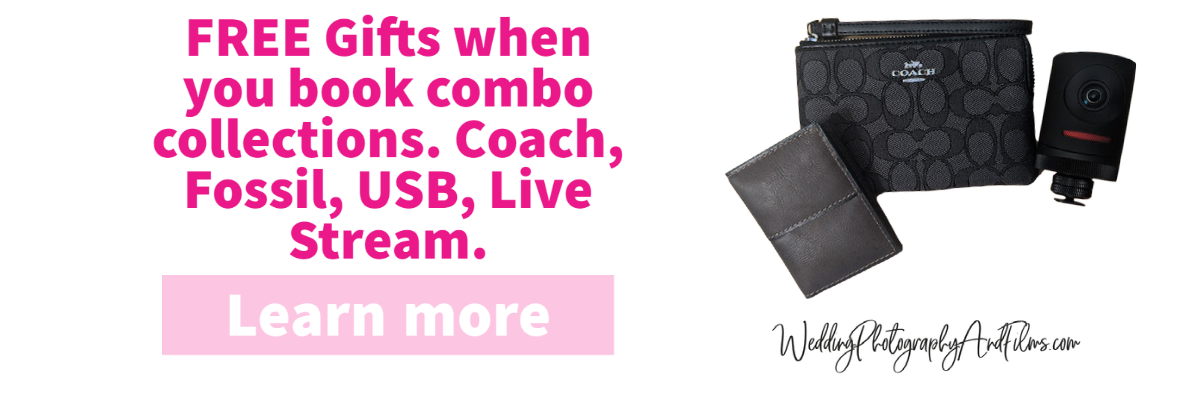 FREE Gifts when
you book combo
collections. Coach,
Fossil, USB, Live
Stream.
Learn more
COACH
WeddingPhotographyAndFilms.com